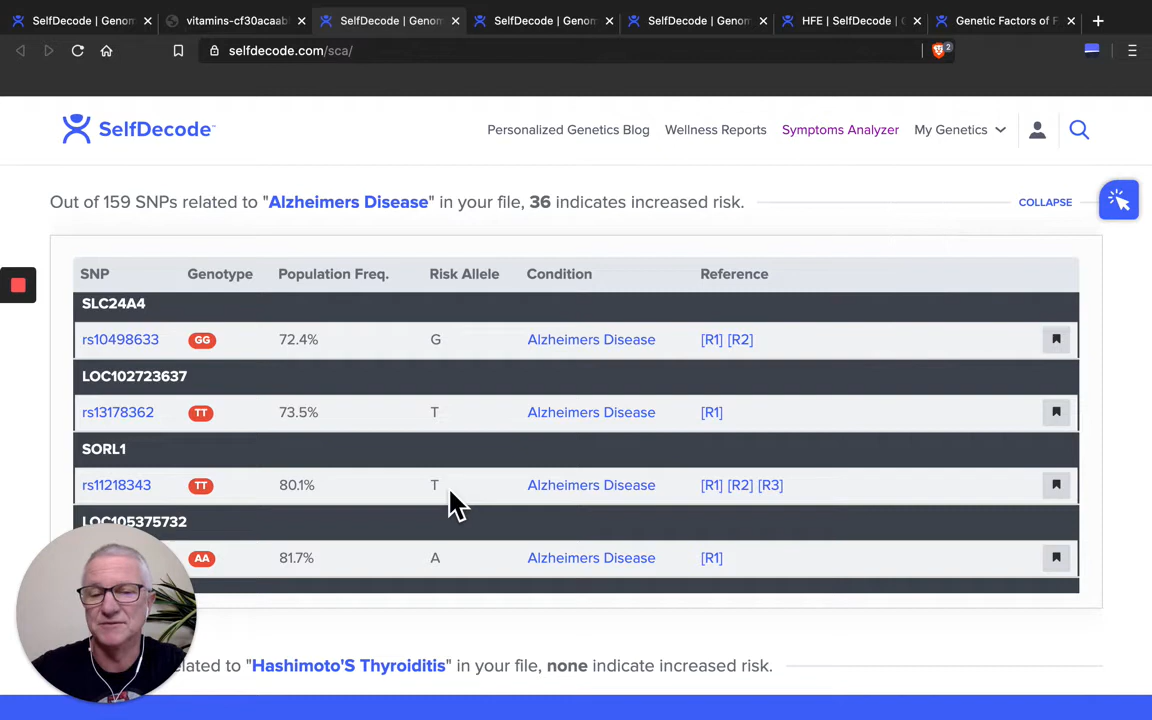 SelfDecode | Genom
vitamins-cf30acaabl
SelfDecode | Genom
SelfDecode | Genom
SelfDecode | Genom
HFE | SelfDecode | G
Genetic Factors of F
selfdecode.com/sca/
2
SelfDecode™
Personalized Genetics Blog
Wellness Reports
Symptoms Analyzer
My Genetics
Out of 159 SNPs related to "Alzheimers Disease" in your file, 36 indicates increased risk.
COLLAPSE
SNP Genotype Population Freq. Risk Allele Condition Reference
SLC24A4
rs10498633 GG 72.4% G Alzheimers Disease [R1] [R2]
LOC102723637
rs13178362 TT 73.5% T Alzheimers Disease [R1]
SORL1
rs11218343 TT 80.1% T Alzheimers Disease [R1] [R2] [R3]
LOC105375732
AA 81.7% A Alzheimers Disease [R1]
lated to "Hashimoto'S Thyroiditis" in your file, none indicate increased risk.